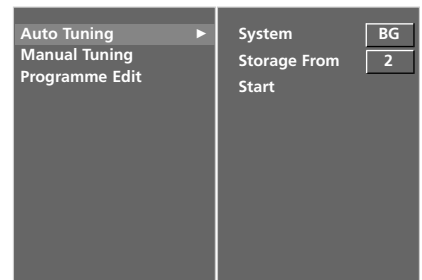 Auto Tuning ►
Manual Tuning
Programme Edit
System BG
Storage From 2
Start